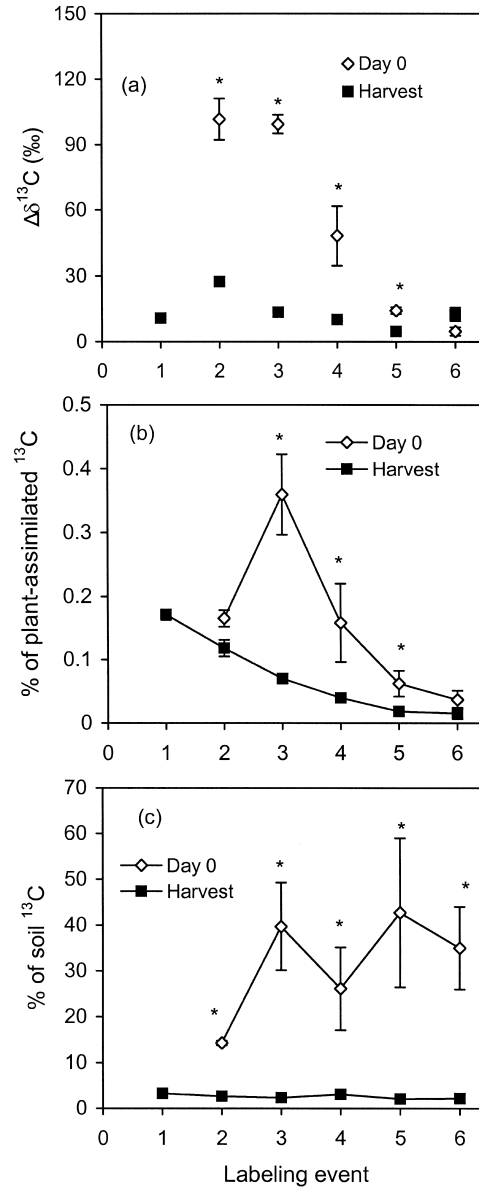 150
120
90
60
30
0
Δδ¹³C (‰)
(a)
Day 0
Harvest
*
*
*
*
0 1 2 3 4 5 6
0.5
0.4
0.3
0.2
0.1
0
% of plant-assimilated ¹³C
(b)
Day 0
Harvest
*
*
*
0 1 2 3 4 5 6
70
60
50
40
30
20
10
0
% of soil ¹³C
(c)
Day 0
Harvest
*
*
*
*
*
0 1 2 3 4 5 6
Labeling event